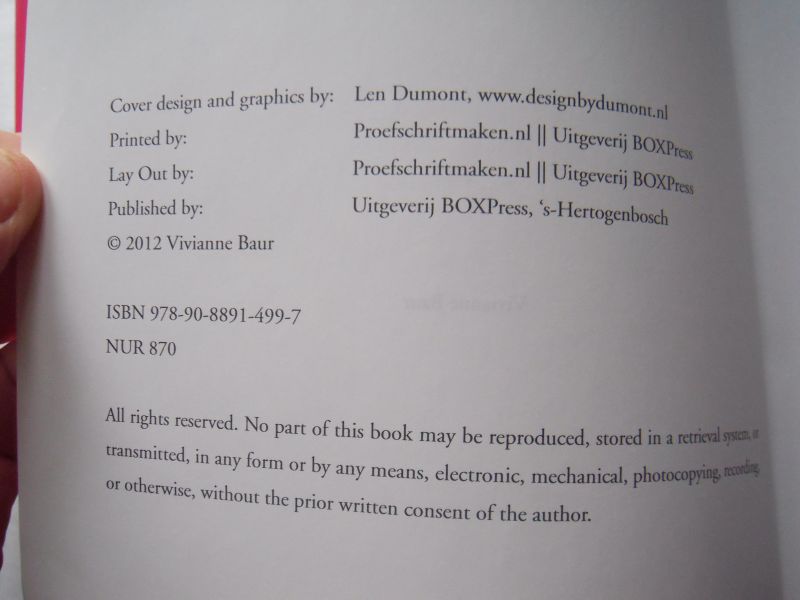 Cover design and graphics by: Len Dumont, www.designbydumont.nl
Printed by: Proefschriftmaken.nl || Uitgeverij BOXPress
Lay Out by: Proefschriftmaken.nl || Uitgeverij BOXPress
Published by: Uitgeverij BOXPress, ‘s-Hertogenbosch
© 2012 Vivianne Baur
ISBN 978-90-8891-499-7
NUR 870
All rights reserved. No part of this book may be reproduced, stored in a retrieval system, or
transmitted, in any form or by any means, electronic, mechanical, photocopying, recording,
or otherwise, without the prior written consent of the author.